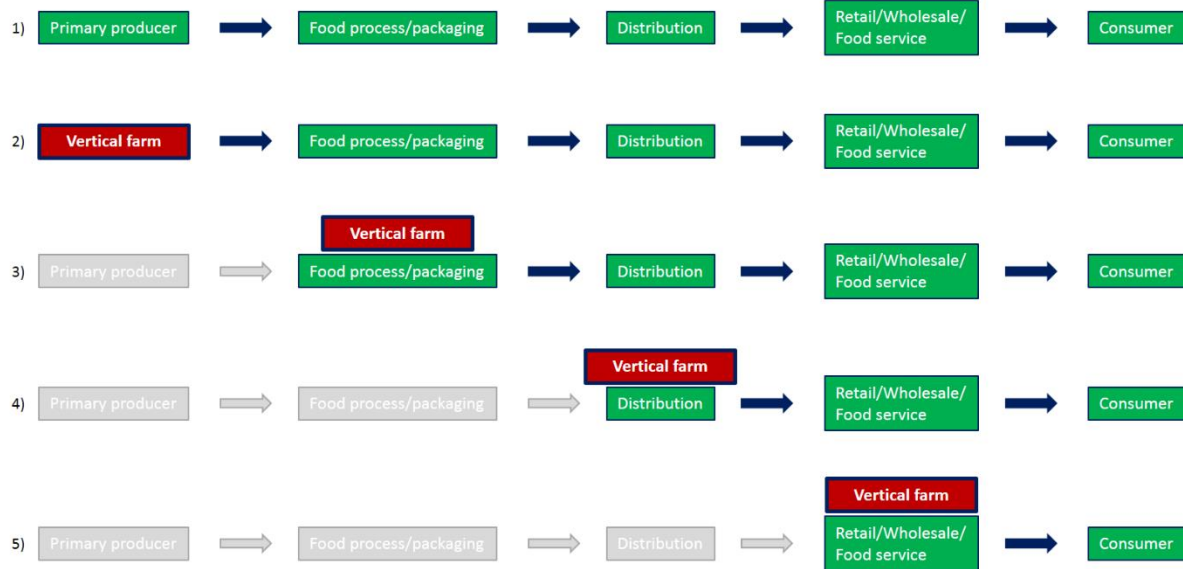 1) Primary producer Food process/packaging Distribution Retail/Wholesale/
Food service Consumer
2) Vertical farm Food process/packaging Distribution Retail/Wholesale/
Food service Consumer
Vertical farm
3) Primary producer Food process/packaging Distribution Retail/Wholesale/
Food service Consumer
Vertical farm
4) Primary producer Food process/packaging Distribution Retail/Wholesale/
Food service Consumer
Vertical farm
5) Primary producer Food process/packaging Distribution Retail/Wholesale/
Food service Consumer